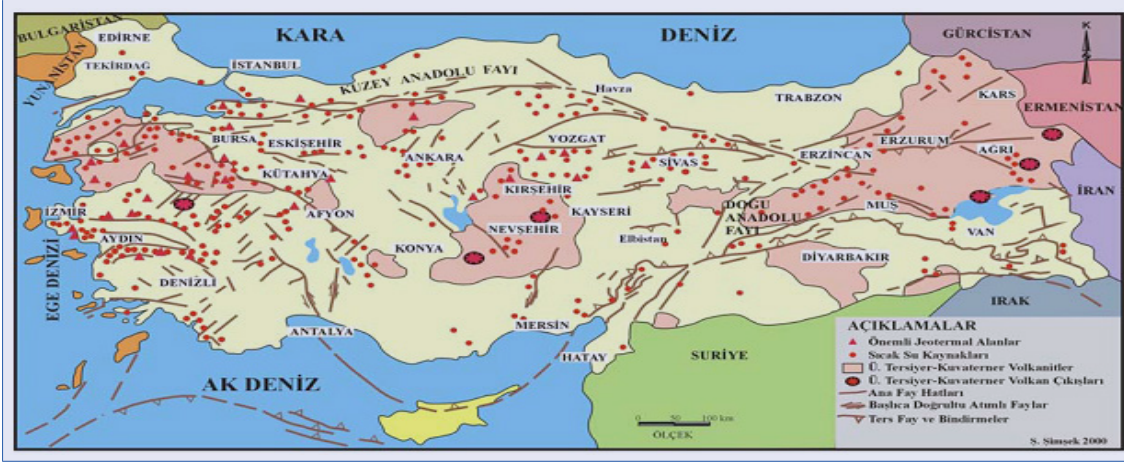 BULGARİSTAN
YUNANİSTAN
EDİRNE
TEKİRDAĞ
KARA
DENİZ
GÜRCİSTAN
K
İSTANBUL
KÜZEY ANADOLU FAYI
Havza
TRABZON
KARS
ERMENİSTAN
BURSA
ESKİŞEHİR
ANKARA
YOZGAT
SİVAS
ERZİNCAN
ERZURUM
AĞRI
İRAN
KÜTAHYA
KIRŞEHİR
KAYSERİ
İZMİR
AFYON
NEVŞEHİR
DOĞU
ANADOLU
FAYI
MUŞ
VAN
AYDIN
KONYA
Elbistan
DİYARBAKIR
EGE DENİZİ
DENİZLİ
ANTALYA
MERSİN
HATAY
SURİYE
IRAK
AK DENİZ
0 50 100 km
ÖLÇEK
AÇIKLAMALAR
Önemli Jeotermal Alanlar
Sıcak Su Kaynakları
Ü. Tersiyer-Kuvaterner Volkanitler
Ü. Tersiyer-Kuvaterner Volkan Çıkışları
Ana Fay Hatları
Başlıca Doğrultu Atımlı Faylar
Ters Fay ve Bindirmeler
Ş. Şimşek 2000